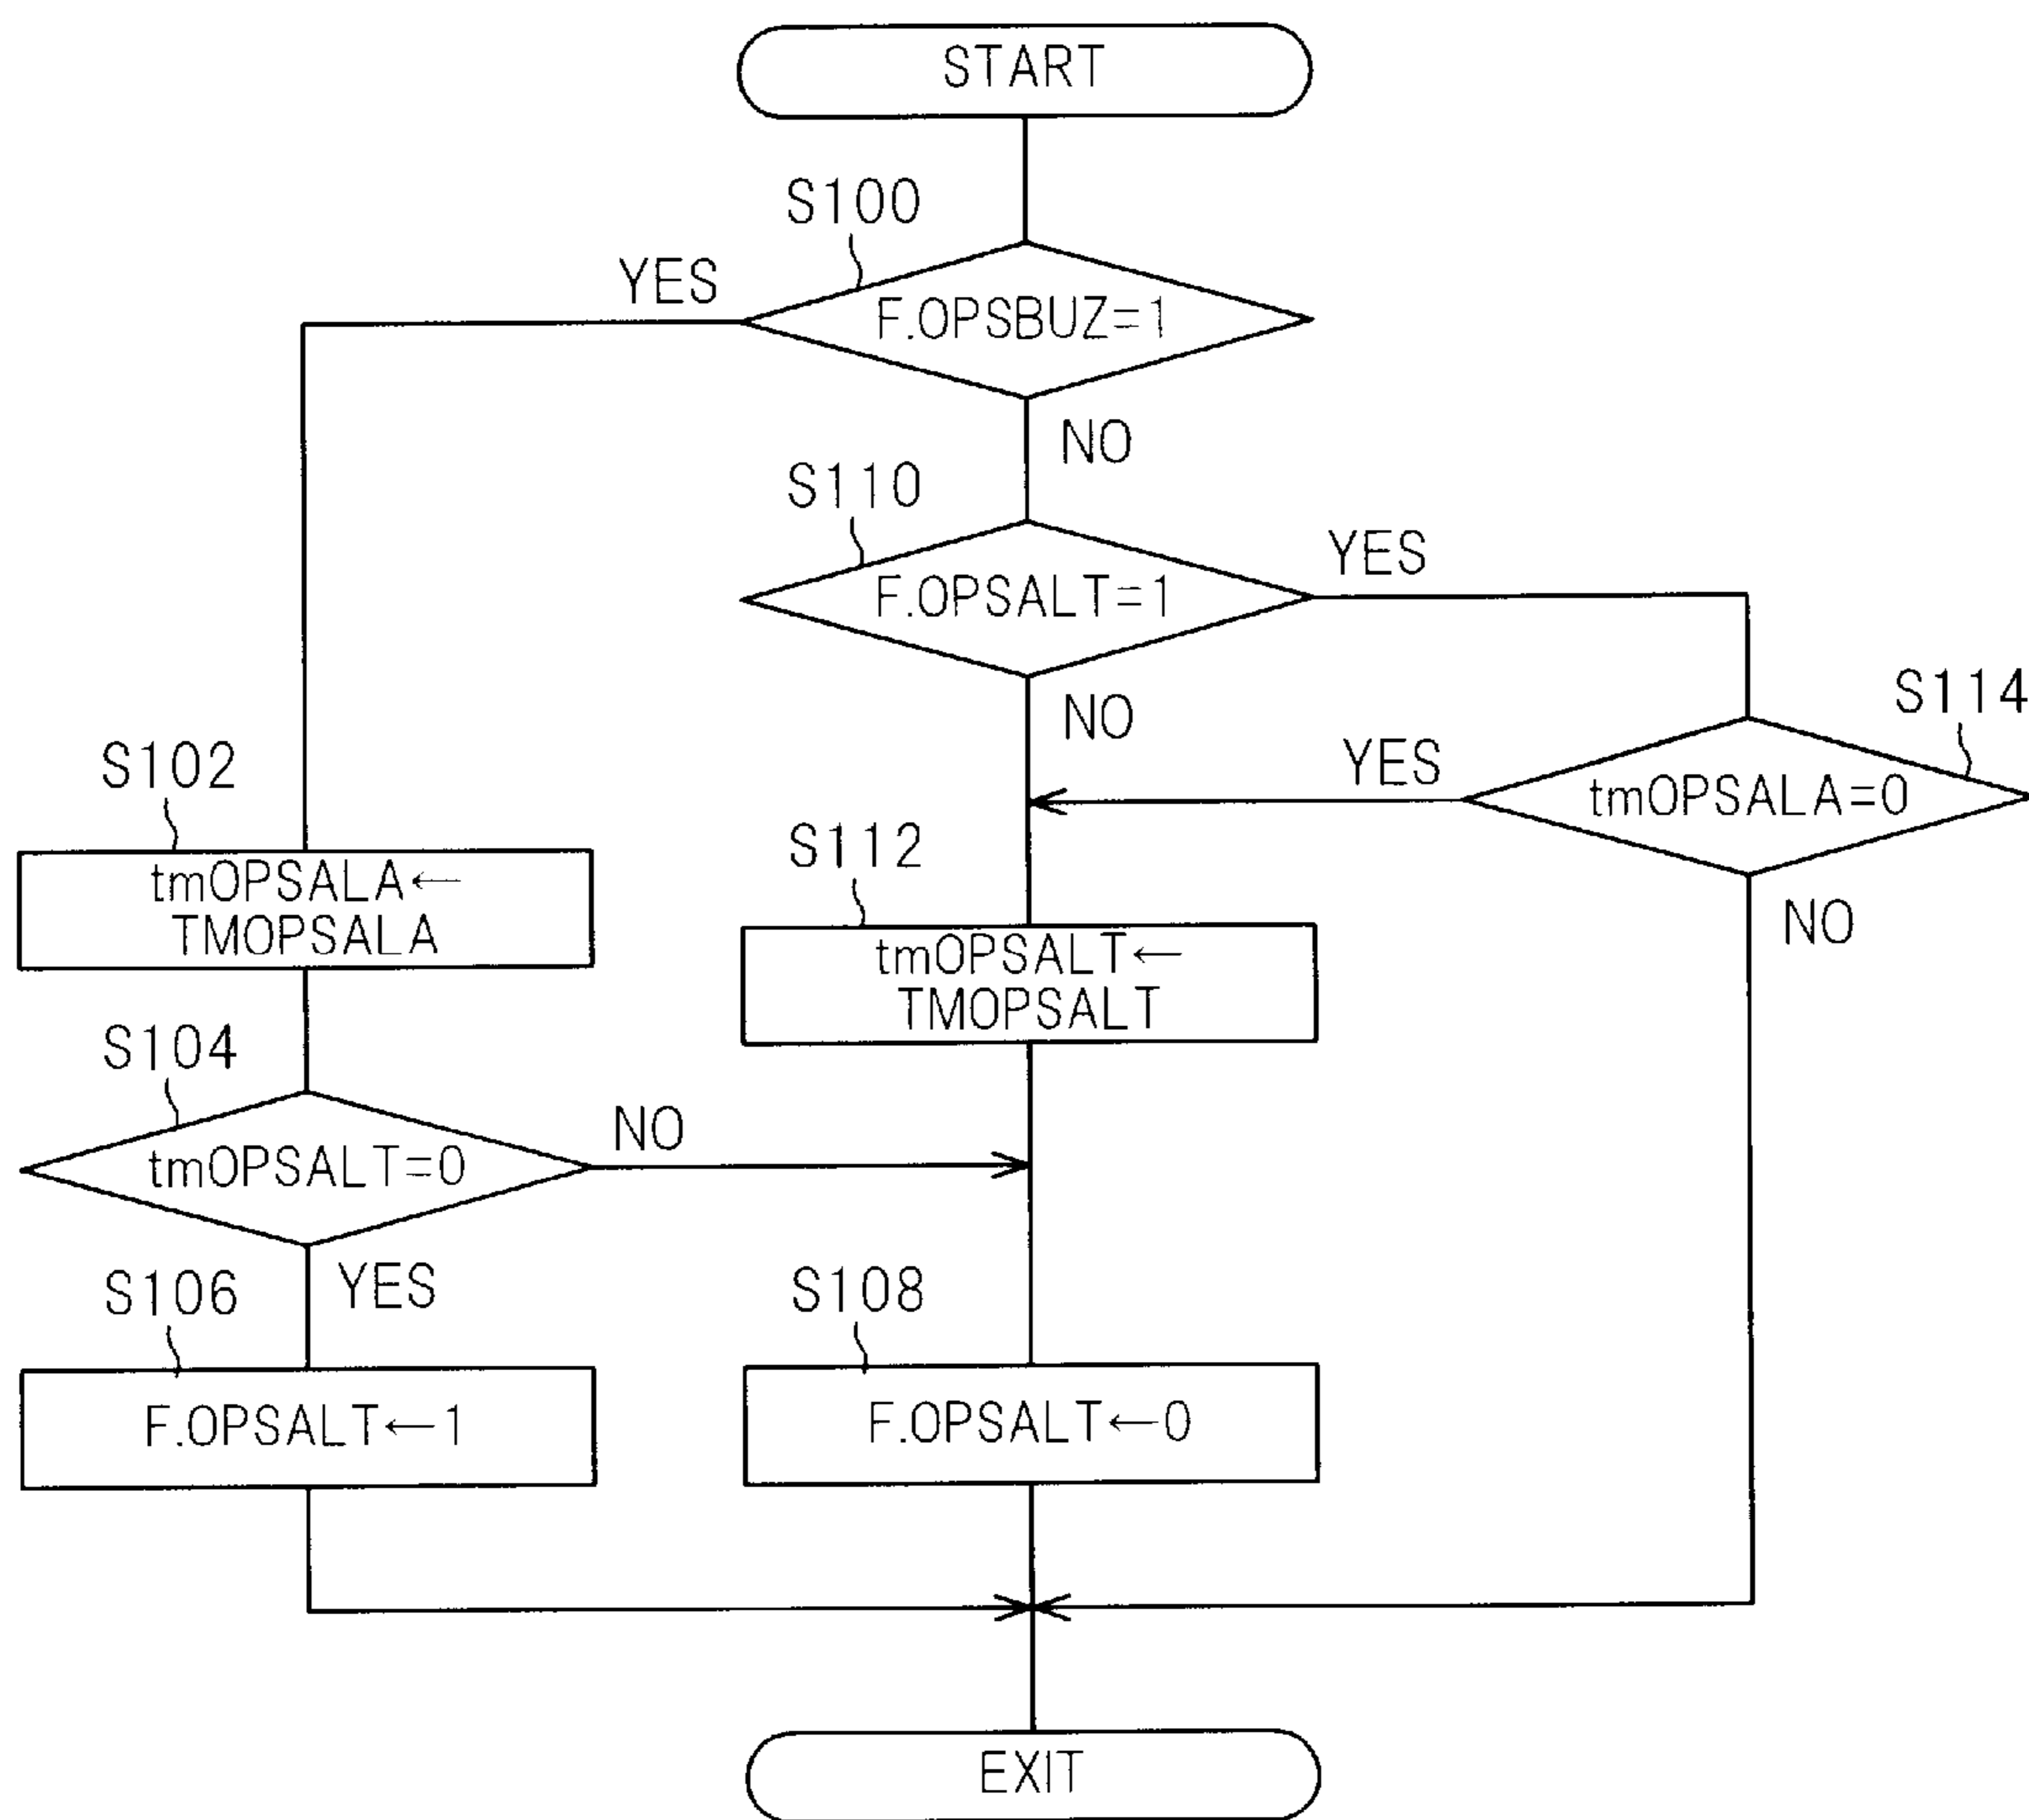 START
S100
YES
F.OPSBUZ=1
NO
S110
YES
F.OPSALT=1
NO
S114
YES
tmOPSALA=0
NO
S102
tmOPSALA←
TMOPSALA
S112
tmOPSALT←
TMOPSALT
S104
NO
tmOPSALT=0
YES
S106
F.OPSALT←1
S108
F.OPSALT←0
EXIT